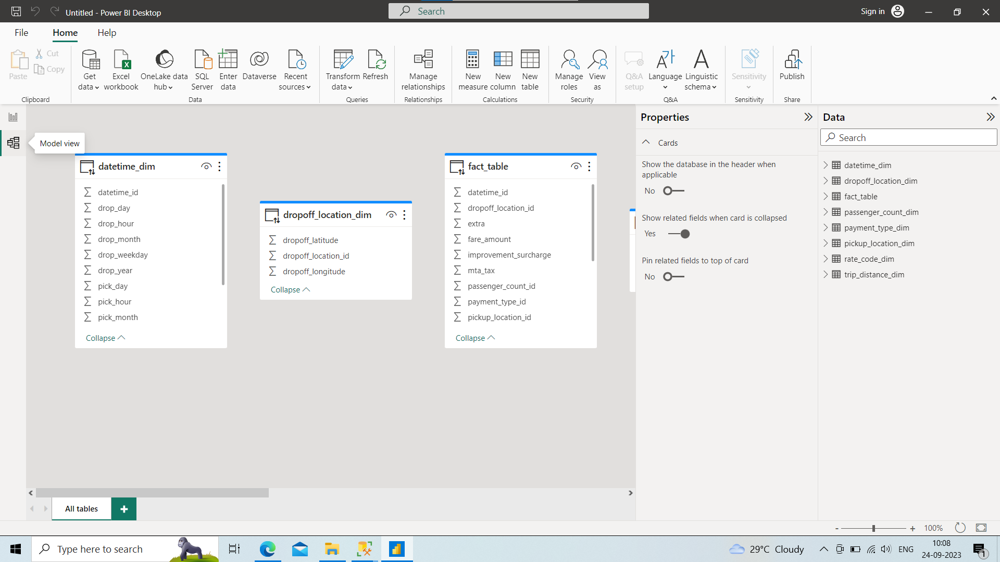 Untitled - Power BI Desktop
Search
Sign in
File
Home
Help
Paste
Cut
Copy
Clipboard
Get data
Excel workbook
OneLake data hub
SQL Server
Enter data
Dataverse
Recent sources
Data
Transform data
Refresh
Queries
Manage relationships
Relationships
New measure
New column
New table
Calculations
Manage roles
View as
Security
Q&A setup
Language
Linguistic schema
Q&A
Sensitivity
Sensitivity
Publish
Share
Model view
datetime_dim
datetime_id
drop_day
drop_hour
drop_month
drop_weekday
drop_year
pick_day
pick_hour
pick_month
Collapse
dropoff_location_dim
dropoff_latitude
dropoff_location_id
dropoff_longitude
Collapse
fact_table
datetime_id
dropoff_location_id
extra
fare_amount
improvement_surcharge
mta_tax
passenger_count_id
payment_type_id
pickup_location_id
Collapse
Properties
Cards
Show the database in the header when
applicable
No
Show related fields when card is collapsed
Yes
Pin related fields to top of card
No
Data
Search
datetime_dim
dropoff_location_dim
fact_table
passenger_count_dim
payment_type_dim
pickup_location_dim
rate_code_dim
trip_distance_dim
All tables
+
- + 100%
Type here to search
29°C Cloudy
ENG
10:08
24-09-2023
1